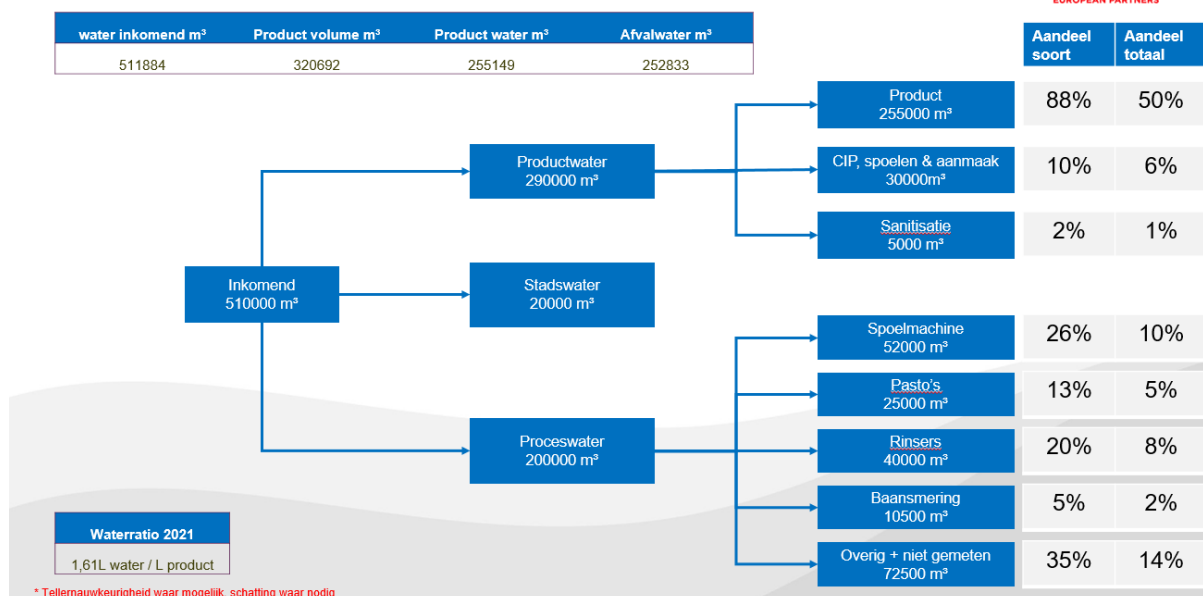 EUROPEAN PARTNERS
water inkomend m³ Product volume m³ Product water m³ Afvalwater m³
511884 320692 255149 252833
Aandeel soort Aandeel totaal
Product
255000 m³
88% 50%
Productwater
290000 m³
CIP, spoelen & aanmaak
30000m³
10% 6%
Sanitisatie
5000 m³
2% 1%
Inkomend
510000 m³
Stadswater
20000 m³
Spoelmachine
52000 m³
26% 10%
Pasto's
25000 m³
13% 5%
Proceswater
200000 m³
Rinsers
40000 m³
20% 8%
Baansmering
10500 m³
5% 2%
Overig + niet gemeten
72500 m³
35% 14%
Waterratio 2021
1,61L water / L product
* Tellernauwkeurigheid waar mogelijk, schatting waar nodig